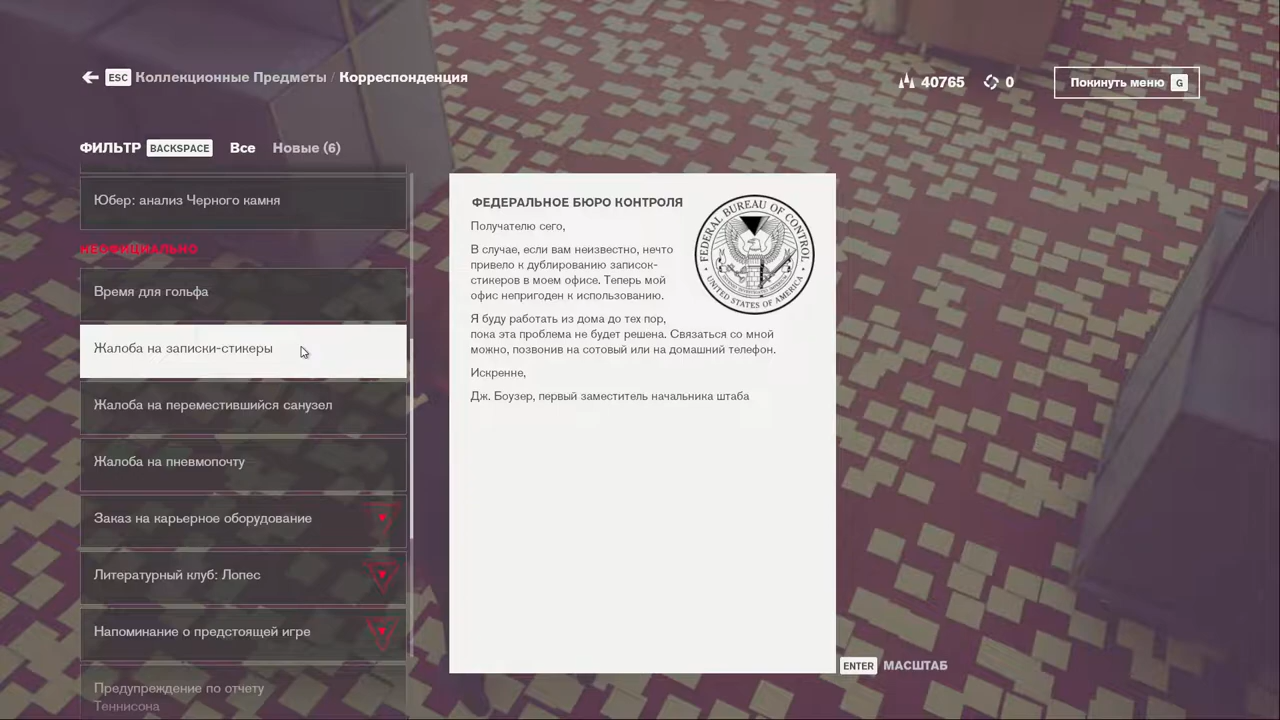 ESC Коллекционные Предметы / Корреспонденция
40765 0 Покинуть меню G
ФИЛЬТР BACKSPACE Все Новые (6)
Юбер: анализ Черного камня
НЕОФИЦИАЛЬНО
Время для гольфа
Жалоба на записки-стикеры
Жалоба на переместившийся санузел
Жалоба на пневмопочту
Заказ на карьерное оборудование
Литературный клуб: Лопес
Напоминание о предстоящей игре
Предупреждение по отчету
Теннисона
ФЕДЕРАЛЬНОЕ БЮРО КОНТРОЛЯ
Получателю сего,
В случае, если вам неизвестно, нечто
привело к дублированию записок-
стикеров в моем офисе. Теперь мой
офис непригоден к использованию.
Я буду работать из дома до тех пор,
пока эта проблема не будет решена. Связаться со мной
можно, позвонив на сотовый или на домашний телефон.
Искренне,
Дж. Боузер, первый заместитель начальника штаба
FEDERAL BUREAU OF CONTROL
UNITED STATES OF AMERICA
ENTER МАСШТАБ